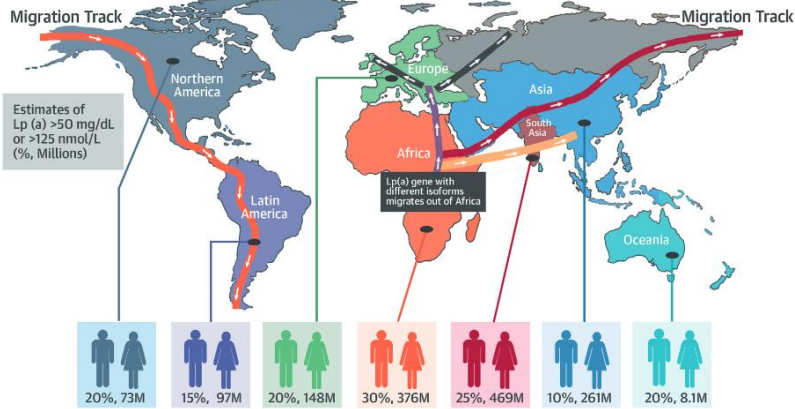 Migration Track
Migration Track
Northern
America
Europe
Asia
Estimates of
Lp (a) >50 mg/dL
or >125 nmol/L
(%, Millions)
South
Asia
Africa
Lp(a) gene with
different isoforms
migrates out of Africa
Latin
America
Oceania
20%, 73M
15%, 97M
20%, 148M
30%, 376M
25%, 469M
10%, 261M
20%, 8.1M